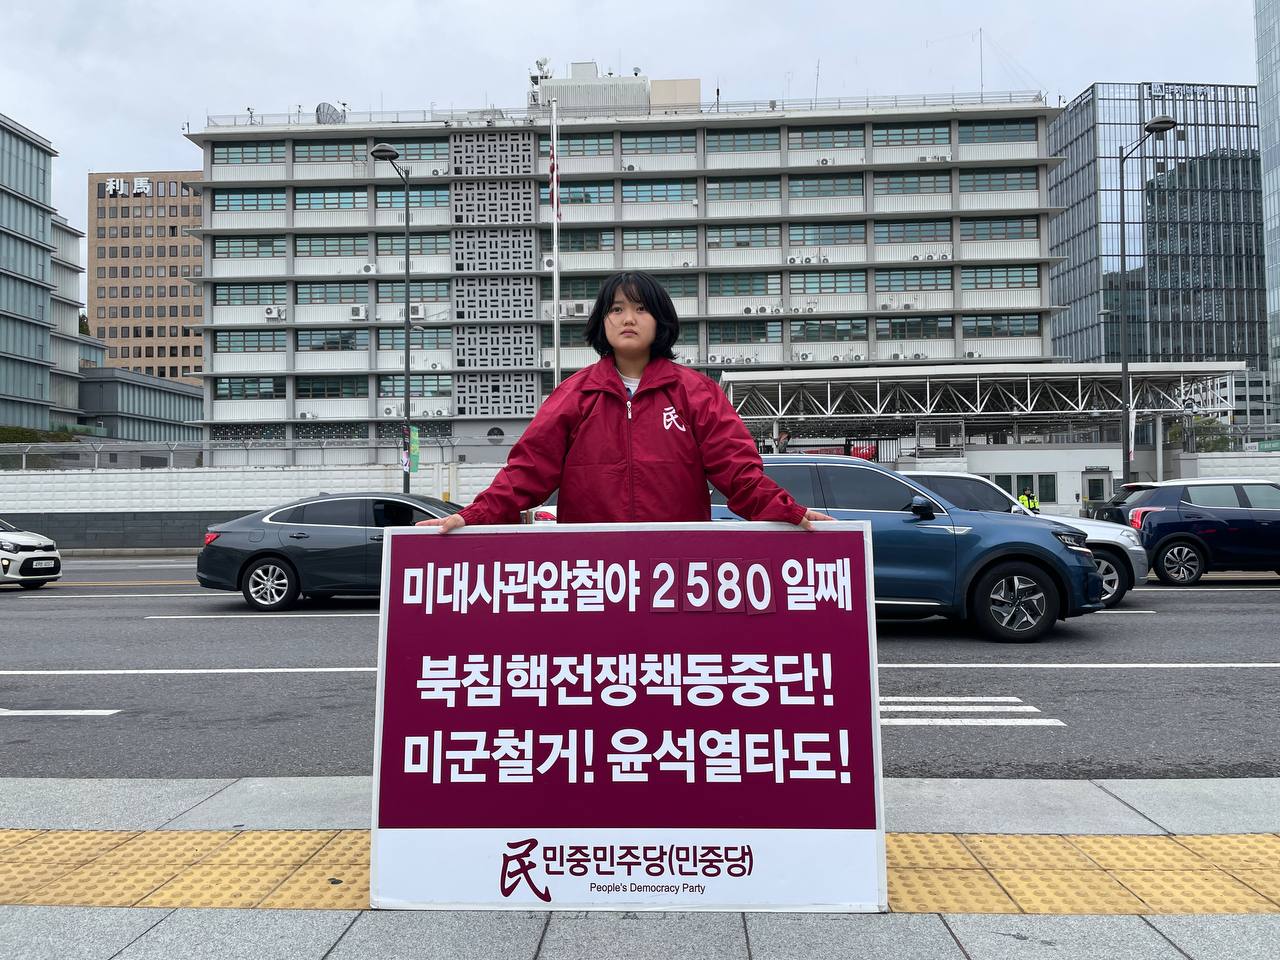 利馬
民
미대사관앞철야 2580 일째
북침핵전쟁책동중단!
미군철거! 윤석열타도!
民 민중민주당(민중당)
People's Democracy Party